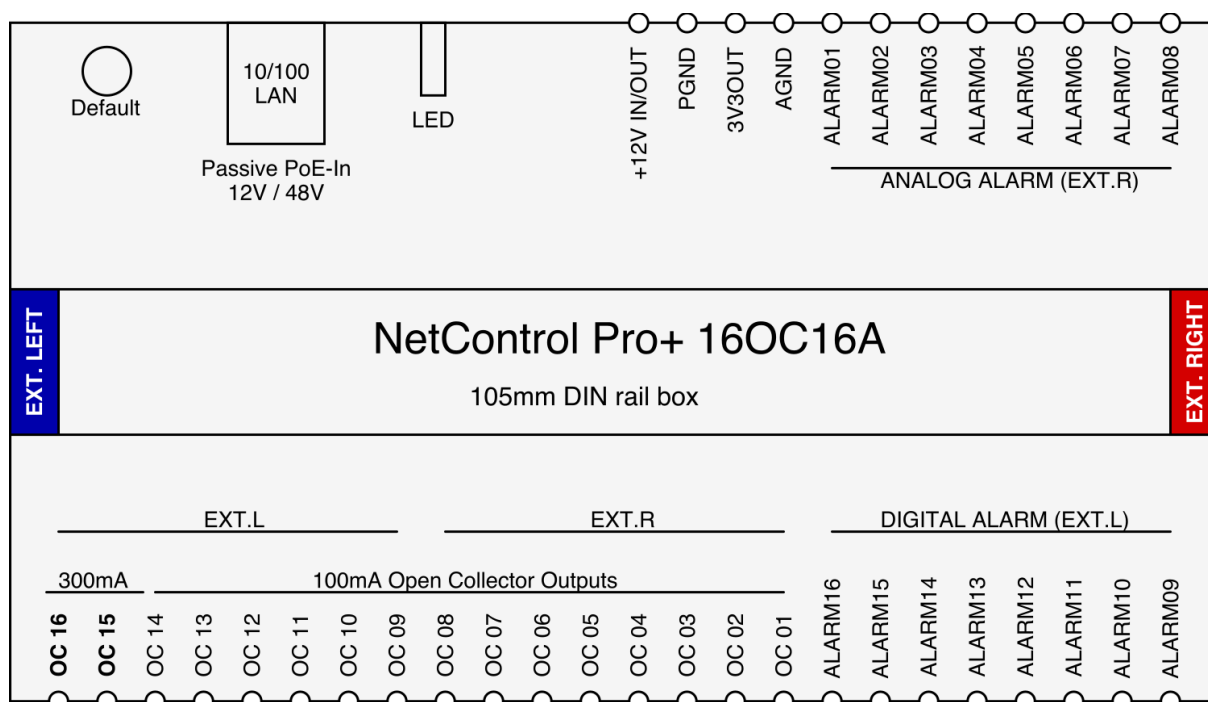 Default
10/100
LAN
Passive PoE-In
12V / 48V
LED
+12V IN/OUT
PGND
3V3OUT
AGND
ALARM01
ALARM02
ALARM03
ALARM04
ALARM05
ALARM06
ALARM07
ALARM08
ANALOG ALARM (EXT.R)
EXT. LEFT
NetControl Pro+ 16OC16A
105mm DIN rail box
EXT. RIGHT
EXT.L
EXT.R
DIGITAL ALARM (EXT.L)
300mA
100mA Open Collector Outputs
OC 16
OC 15
OC 14
OC 13
OC 12
OC 11
OC 10
OC 09
OC 08
OC 07
OC 06
OC 05
OC 04
OC 03
OC 02
OC 01
ALARM16
ALARM15
ALARM14
ALARM13
ALARM12
ALARM11
ALARM10
ALARM09